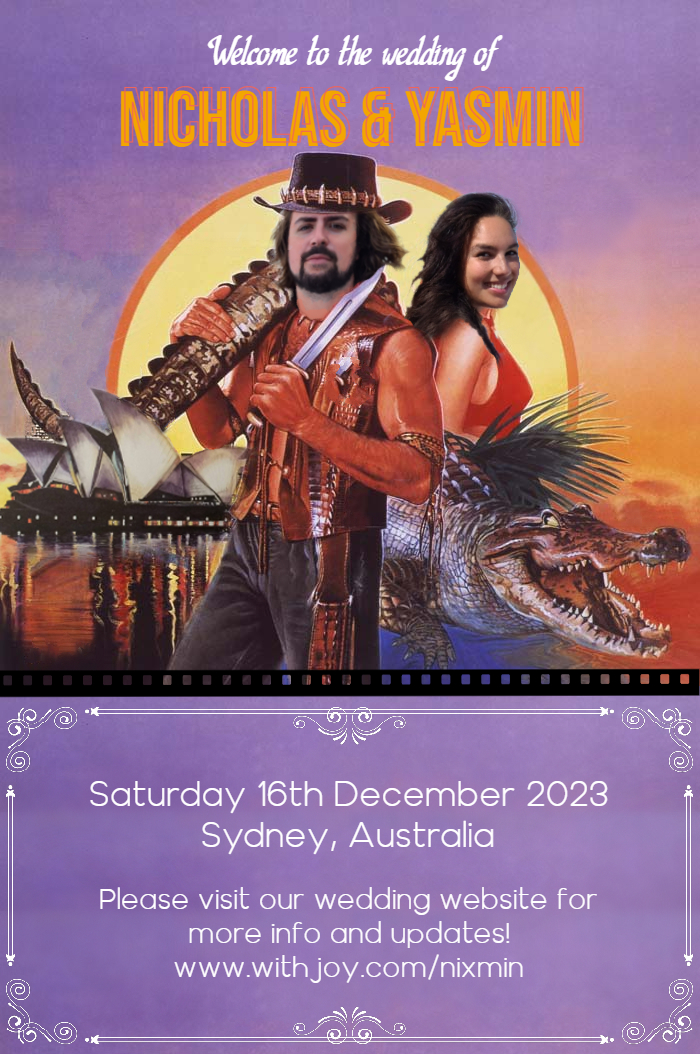 Welcome to the wedding of
NICHOLAS & YASMIN
Saturday 16th December 2023
Sydney, Australia
Please visit our wedding website for
more info and updates!
www.withjoy.com/nixmin